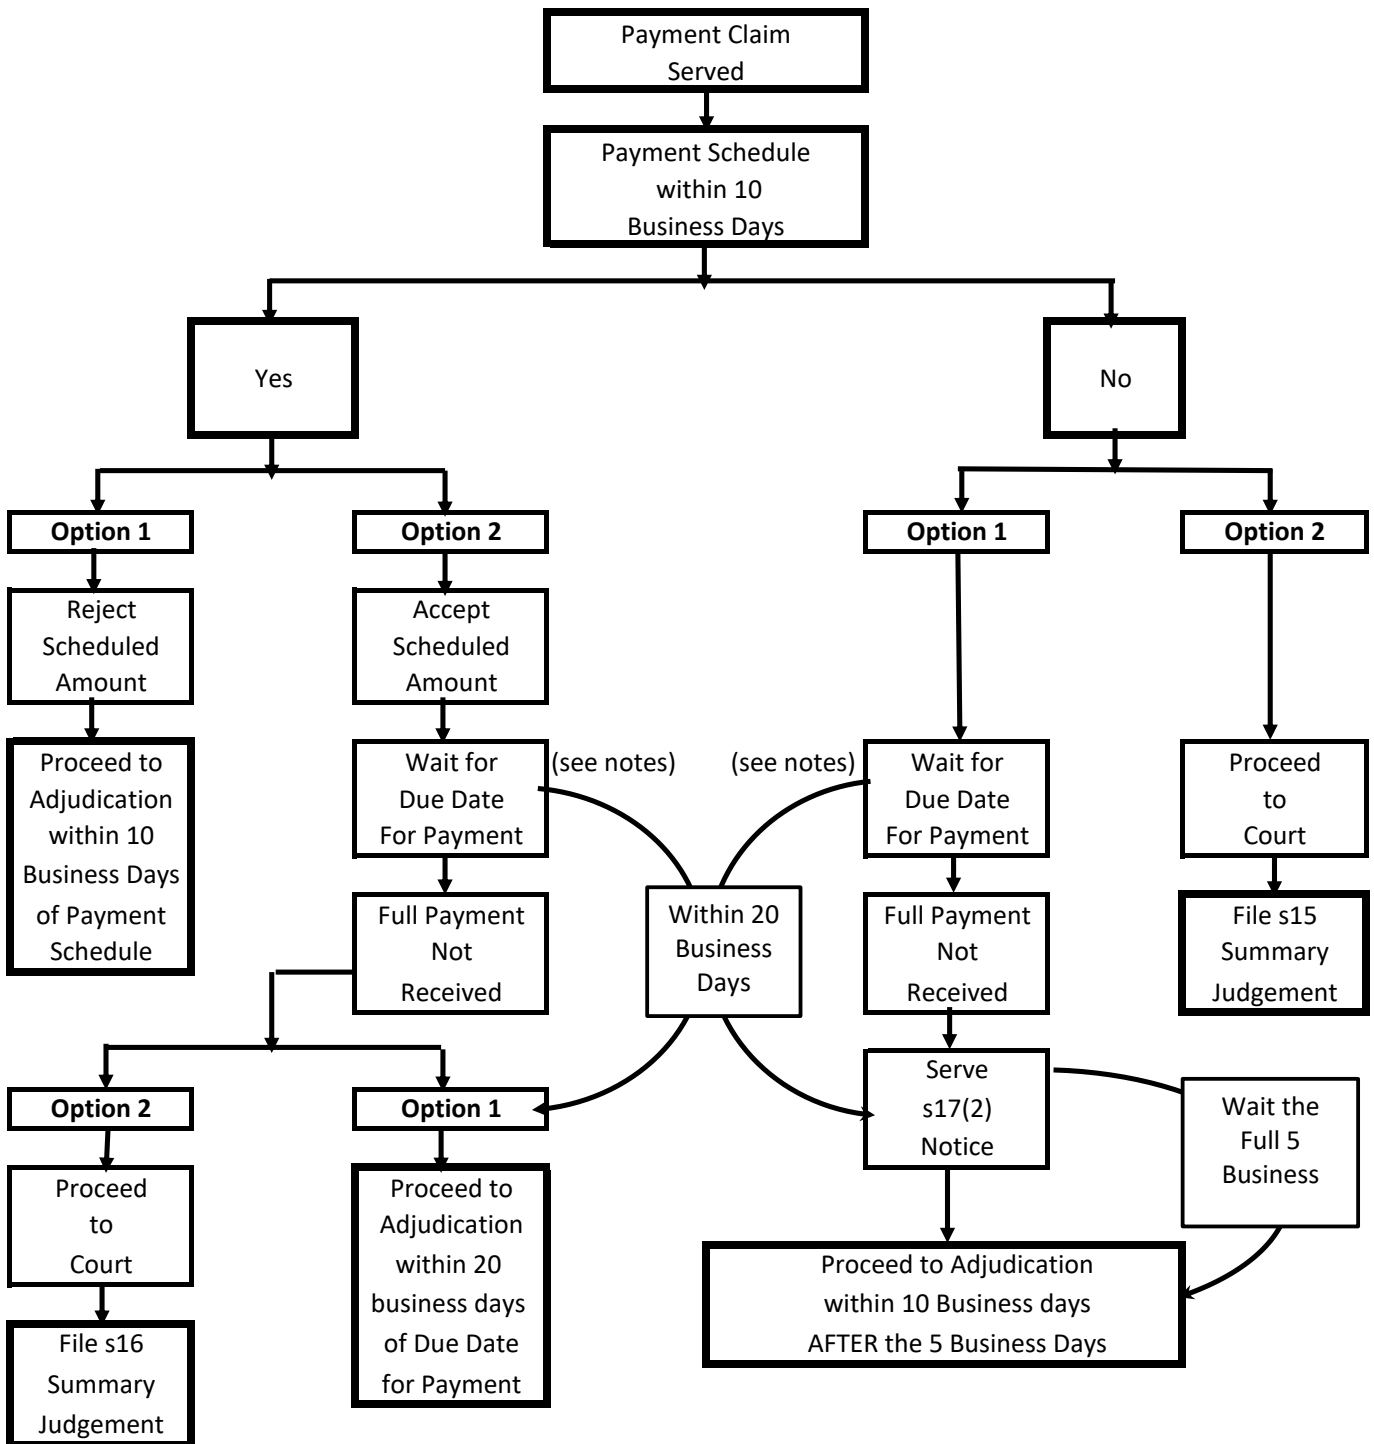 Payment Claim
Served
Payment Schedule
within 10
Business Days
Yes
No
Option 1
Option 2
Option 1
Option 2
Reject
Scheduled
Amount
Accept
Scheduled
Amount
Proceed to
Adjudication
within 10
Business Days
of Payment
Schedule
Wait for
Due Date
For Payment
(see notes)
(see notes)
Wait for
Due Date
For Payment
Proceed
to
Court
Full Payment
Not
Received
Within 20
Business
Days
Full Payment
Not
Received
File s15
Summary
Judgement
Option 2
Option 1
Serve
s17(2)
Notice
Wait the
Full 5
Business
Proceed
to
Court
Proceed to
Adjudication
within 20
business days
of Due Date
for Payment
Proceed to Adjudication
within 10 Business days
AFTER the 5 Business Days
File s16
Summary
Judgement